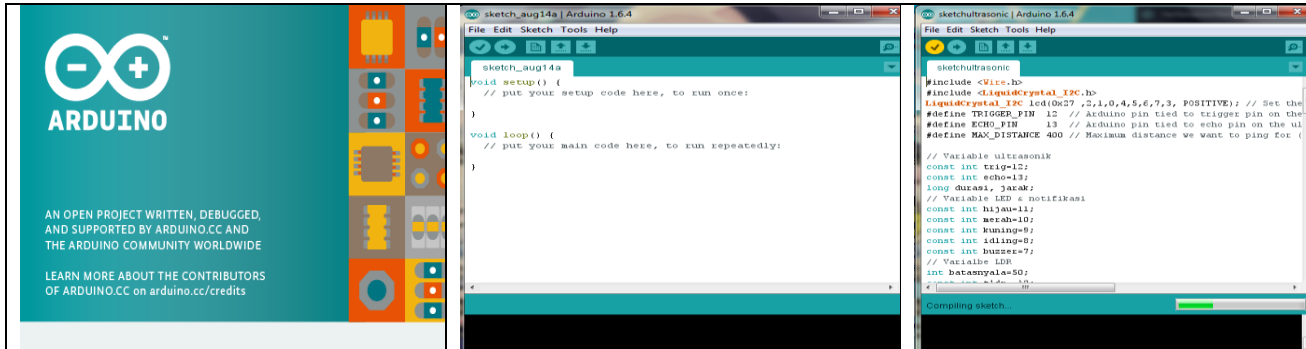 ARDUINO
™
AN OPEN PROJECT WRITTEN, DEBUGGED,
AND SUPPORTED BY ARDUINO.CC AND
THE ARDUINO COMMUNITY WORLDWIDE
LEARN MORE ABOUT THE CONTRIBUTORS
OF ARDUINO.CC on arduino.cc/credits
sketch_aug14a | Arduino 1.6.4
File Edit Sketch Tools Help
sketch_aug14a
void setup() {
// put your setup code here, to run once:
}
void loop() {
// put your main code here, to run repeatedly:
}
sketchultrasonic | Arduino 1.6.4
File Edit Sketch Tools Help
sketchultrasonic
#include <Wire.h>
#include <LiquidCrystal_I2C.h>
LiquidCrystal_I2C lcd(0x27 ,2,1,0,4,5,6,7,3, POSITIVE); // Set the
#define TRIGGER_PIN 12 // Arduino pin tied to trigger pin on the
#define ECHO_PIN 13 // Arduino pin tied to echo pin on the ul
#define MAX_DISTANCE 400 // Maximum distance we want to ping for (
// Variable ultrasonik
const int trig=12;
const int echo=13;
long durasi, jarak;
// Variable LED & notifikasi
const int hijau=11;
const int merah=10;
const int kuning=9;
const int idling=8;
const int buzzer=7;
// Varialbe LDR
int batasnyala=50;
Compiling sketch...